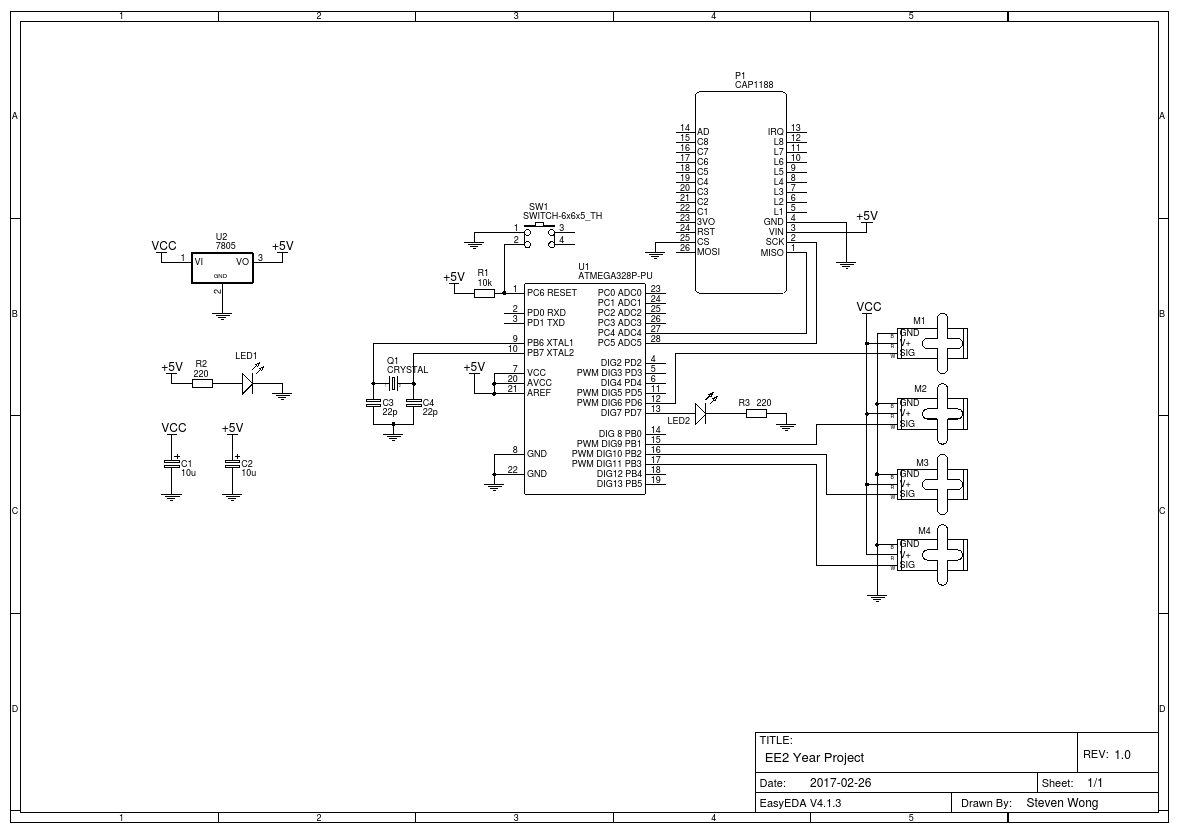 1 2 3 4 5
A A
B B
C C
D D
1 2 3 4 5
P1
CAP1188
14 AD IRQ 13
15 C8 L8 12
16 C7 L7 11
17 C6 L6 10
18 C5 L5 9
19 C4 L4 8
20 C3 L3 7
21 C2 L2 6
22 C1 L1 5
23 3VO GND 4
24 RST VIN 3
25 CS SCK 2
26 MOSI MISO 1
+5V
SW1
SWITCH-6x6x5_TH
1 3
2 4
U2
7805
VCC 1 VI VO 3 +5V
GND
2
+5V R1
10k
U1
ATMEGA328P-PU
1 PC6 RESET PC0 ADC0 23
PC1 ADC1 24
2 PD0 RXD PC2 ADC2 25
3 PD1 TXD PC3 ADC3 26
PC4 ADC4 27
9 PB6 XTAL1 PC5 ADC5 28
10 PB7 XTAL2
DIG2 PD2 4
7 VCC PWM DIG3 PD3 5
20 AVCC DIG4 PD4 6
21 AREF PWM DIG5 PD5 11
PWM DIG6 PD6 12
DIG7 PD7 13
DIG 8 PB0 14
PWM DIG9 PB1 15
8 GND PWM DIG10 PB2 16
PWM DIG11 PB3 17
22 GND DIG12 PB4 18
DIG13 PB5 19
+5V
Q1
CRYSTAL
C3
22p
C4
22p
+5V R2
220
LED1
VCC
C1
10u
+5V
C2
10u
LED2
R3 220
VCC
M1
B GND
R V+
W SIG
M2
B GND
R V+
W SIG
M3
B GND
R V+
W SIG
M4
B GND
R V+
W SIG
TITLE:
EE2 Year Project
REV: 1.0
Date: 2017-02-26
Sheet: 1/1
EasyEDA V4.1.3
Drawn By: Steven Wong